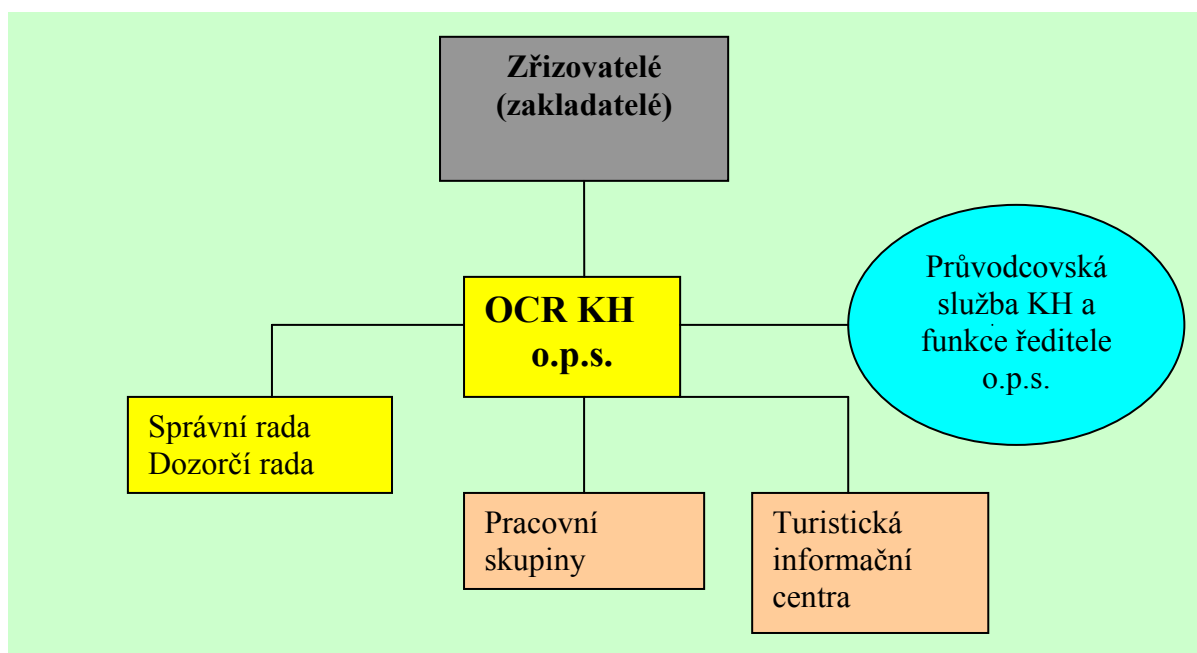 Zřizovatelé
(zakladatelé)
OCR KH
o.p.s.
Průvodcovská
služba KH a
funkce ředitele
o.p.s.
Správní rada
Dozorčí rada
Pracovní
skupiny
Turistická
informační
centra